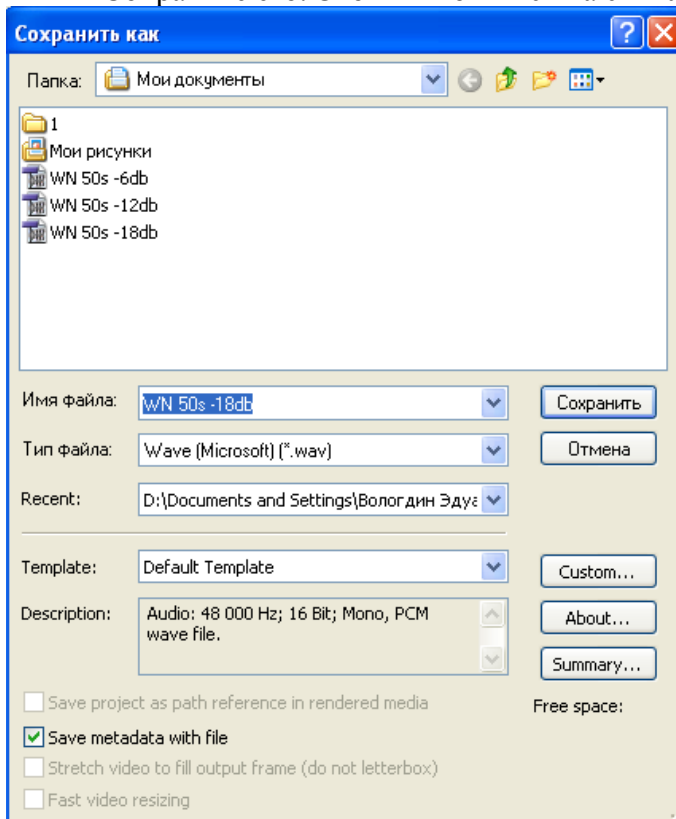 Сохранить как
Папка: Мои документы
1
Мои рисунки
WN 50s -6db
WN 50s -12db
WN 50s -18db
Имя файла: WN 50s -18db Сохранить
Тип файла: Wave (Microsoft) (*.wav) Отмена
Recent: D:\Documents and Settings\Вологдин
Template: Default Template Custom...
Description: Audio: 48 000 Hz; 16 Bit; Mono, PCM About...
wave file.
Summary...
Save project as path reference in rendered media Free space:
Save metadata with file
Stretch video to fill output frame (do not letterbox)
Fast video resizing